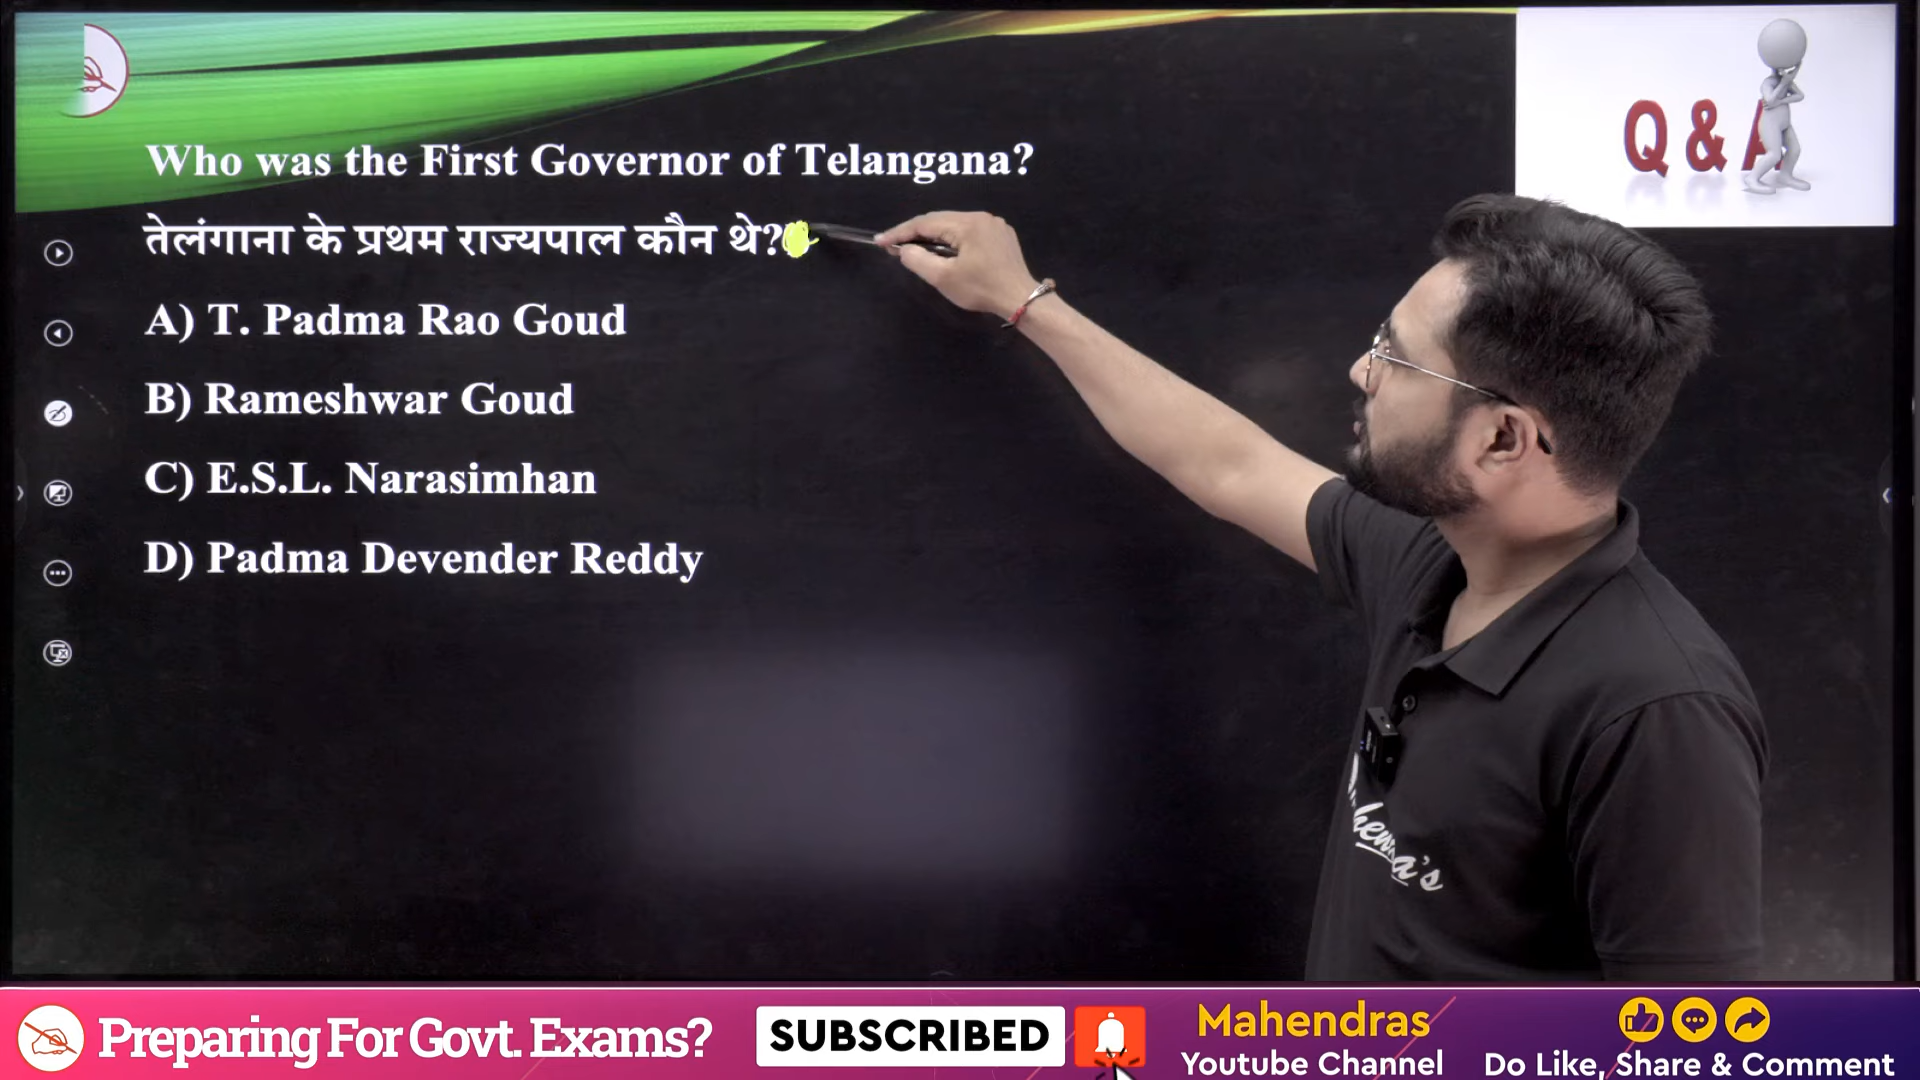 Who was the First Governor of Telangana?
Q & A
तेलंगाना के प्रथम राज्यपाल कौन थे?
A) T. Padma Rao Goud
B) Rameshwar Goud
C) E.S.L. Narasimhan
D) Padma Devender Reddy
Preparing For Govt. Exams?
SUBSCRIBED
Mahendras
Youtube Channel
Do Like, Share & Comment